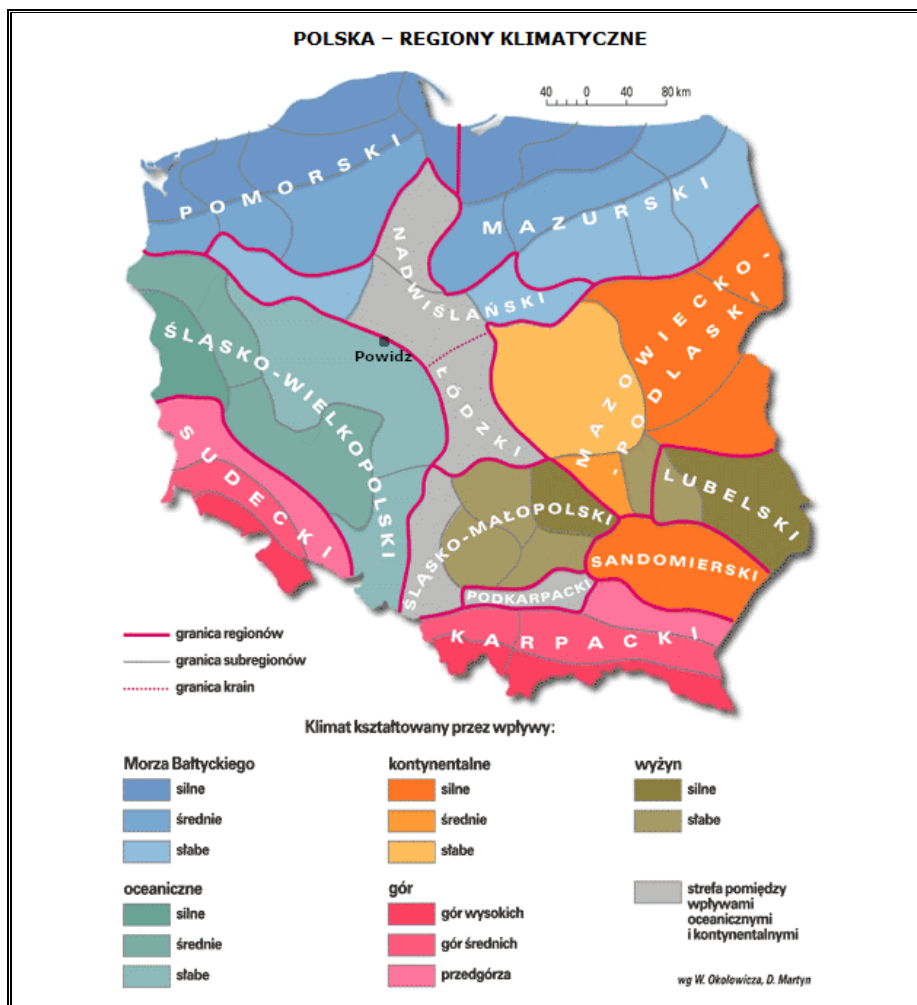 POLSKA – REGIONY KLIMATYCZNE
40 0 40 80 km
POMORSKI
MAZURSKI
NADWIŚLAŃSKI
MAZOWIECKO-
-PODLASKI
Powidz
ŚLĄSKO-WIELKOPOLSKI
ŁÓDZKI
SUDECKI
LUBELSKI
ŚLĄSKO-MAŁOPOLSKI
SANDOMIERSKI
PODKARPACKI
KARPACKI
granica regionów
granica subregionów
granica krain
Klimat kształtowany przez wpływy:
Morza Bałtyckiego
silne
średnie
słabe
kontynentalne
silne
średnie
słabe
wyżyn
silne
słabe
oceaniczne
silne
średnie
słabe
gór
gór wysokich
gór średnich
przedgórza
strefa pomiędzy
wpływami
oceanicznymi
i kontynentalnymi
wg W. Okołowicza, D. Martyn